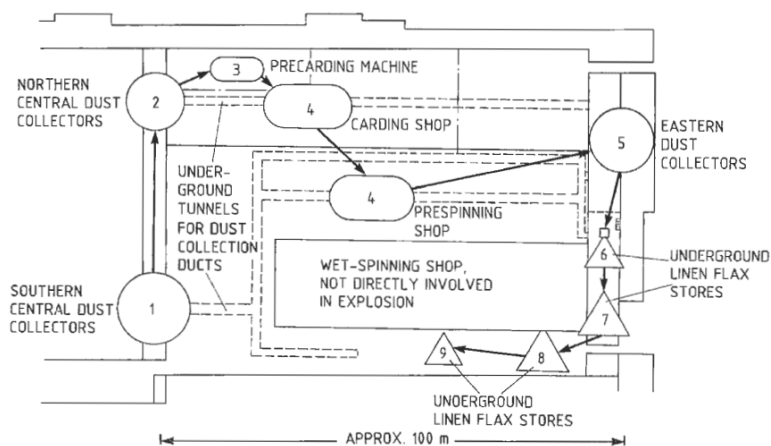 3
PRECARDING MACHINE
NORTHERN
CENTRAL DUST
COLLECTORS
2
4
CARDING SHOP
5
EASTERN
DUST
COLLECTORS
UNDER-
GROUND
TUNNELS
FOR DUST
COLLECTION
DUCTS
4
PRESPINNING
SHOP
6
UNDERGROUND
LINEN FLAX
STORES
WET-SPINNING SHOP,
NOT DIRECTLY INVOLVED
IN EXPLOSION
SOUTHERN
CENTRAL DUST
COLLECTORS
1
7
9
8
UNDERGROUND
LINEN FLAX STORES
APPROX. 100 m